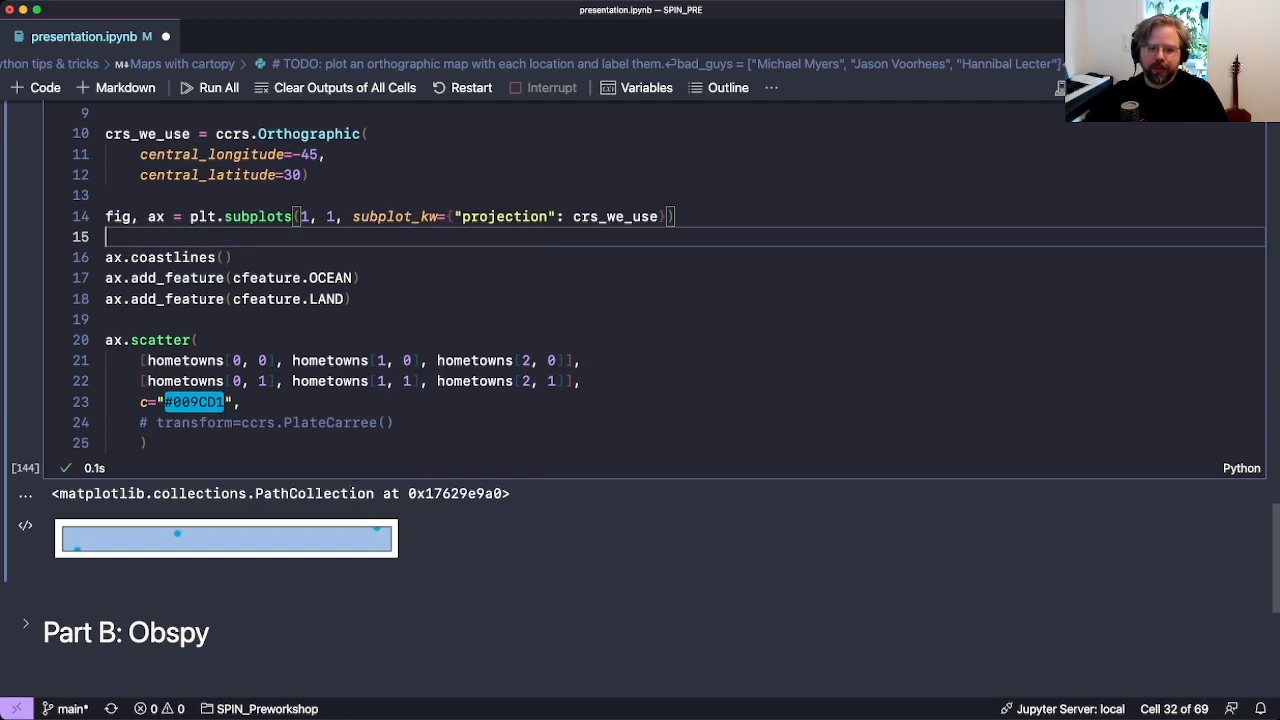 presentation.ipynb — SPIN_PRE
presentation.ipynb M
ython tips & tricks > M↓Maps with cartopy > # TODO: plot an orthographic map with each location and label them.↵bad_guys = ["Michael Myers", "Jason Voorhees", "Hannibal Lecter"]
+ Code + Markdown Run All Clear Outputs of All Cells Restart Interrupt Variables Outline ...
9
10 crs_we_use = ccrs.Orthographic(
11 central_longitude=-45,
12 central_latitude=30)
13
14 fig, ax = plt.subplots(1, 1, subplot_kw={"projection": crs_we_use})
15
16 ax.coastlines()
17 ax.add_feature(cfeature.OCEAN)
18 ax.add_feature(cfeature.LAND)
19
20 ax.scatter(
21 [hometowns[0, 0], hometowns[1, 0], hometowns[2, 0]],
22 [hometowns[0, 1], hometowns[1, 1], hometowns[2, 1]],
23 c="#009CD1",
24 # transform=ccrs.PlateCarree()
25 )
[144] ✓ 0.1s Python
... <matplotlib.collections.PathCollection at 0x17629e9a0>
</>
> Part B: Obspy
main* 0 0 SPIN_Preworkshop Jupyter Server: local Cell 32 of 69